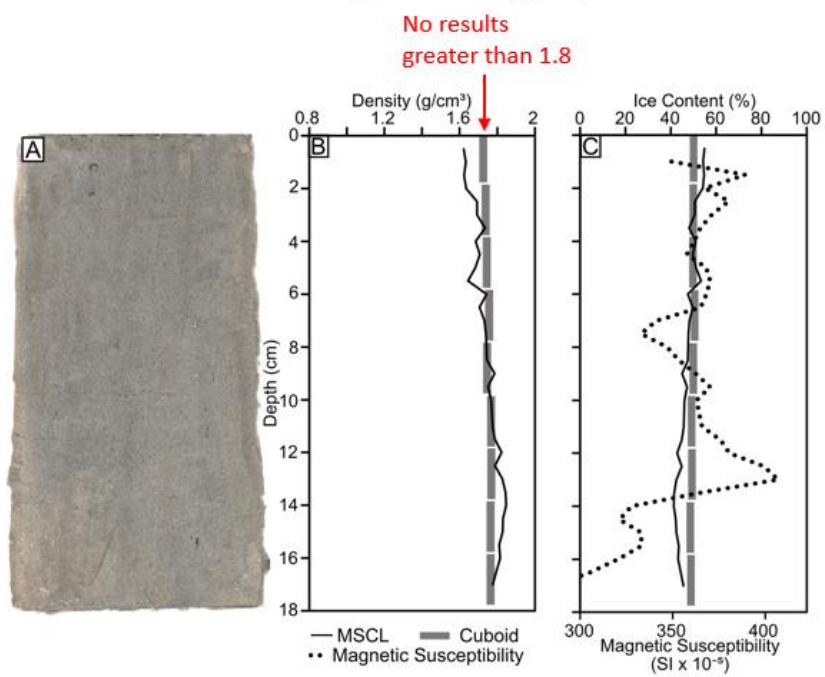 No results
greater than 1.8
Density (g/cm³)
0.8 1.2 1.6 2
Ice Content (%)
0 20 40 60 80 100
A
B
C
Depth (cm)
0
2
4
6
8
10
12
14
16
18
300 350 400
MSCL Cuboid
Magnetic Susceptibility
Magnetic Susceptibility
(SI x 10⁻⁵)